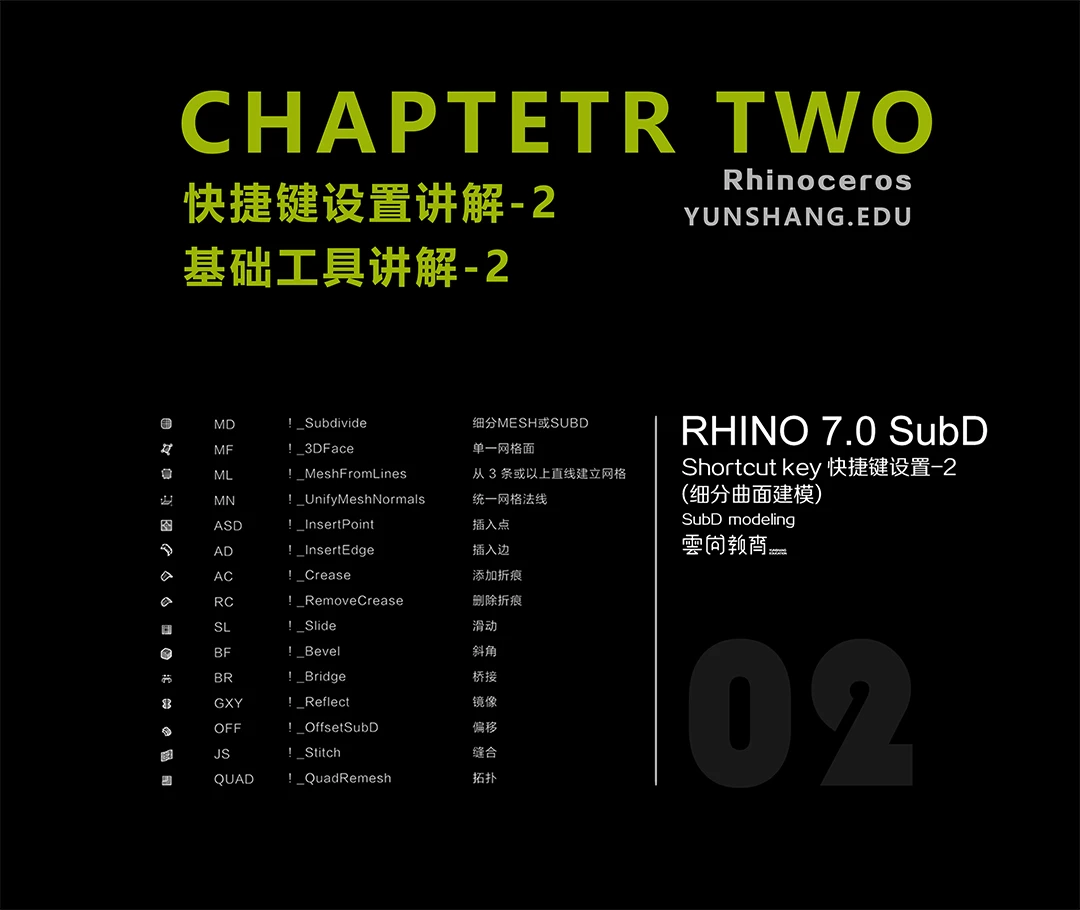 CHAPTETR TWO
Rhinoceros
快捷键设置讲解-2
YUNSHANG.EDU
基础工具讲解-2
MD ! _Subdivide 细分MESH或SUBD
MF ! _3DFace 单一网格面
ML ! _MeshFromLines 从 3 条或以上直线建立网格
MN ! _UnifyMeshNormals 统一网格法线
ASD ! _InsertPoint 插入点
AD ! _InsertEdge 插入边
AC ! _Crease 添加折痕
RC ! _RemoveCrease 删除折痕
SL ! _Slide 滑动
BF ! _Bevel 斜角
BR ! _Bridge 桥接
GXY ! _Reflect 镜像
OFF ! _OffsetSubD 偏移
JS ! _Stitch 缝合
QUAD ! _QuadRemesh 拓扑
RHINO 7.0 SubD
Shortcut key 快捷键设置-2
(细分曲面建模)
SubD modeling
雲尚教育
02